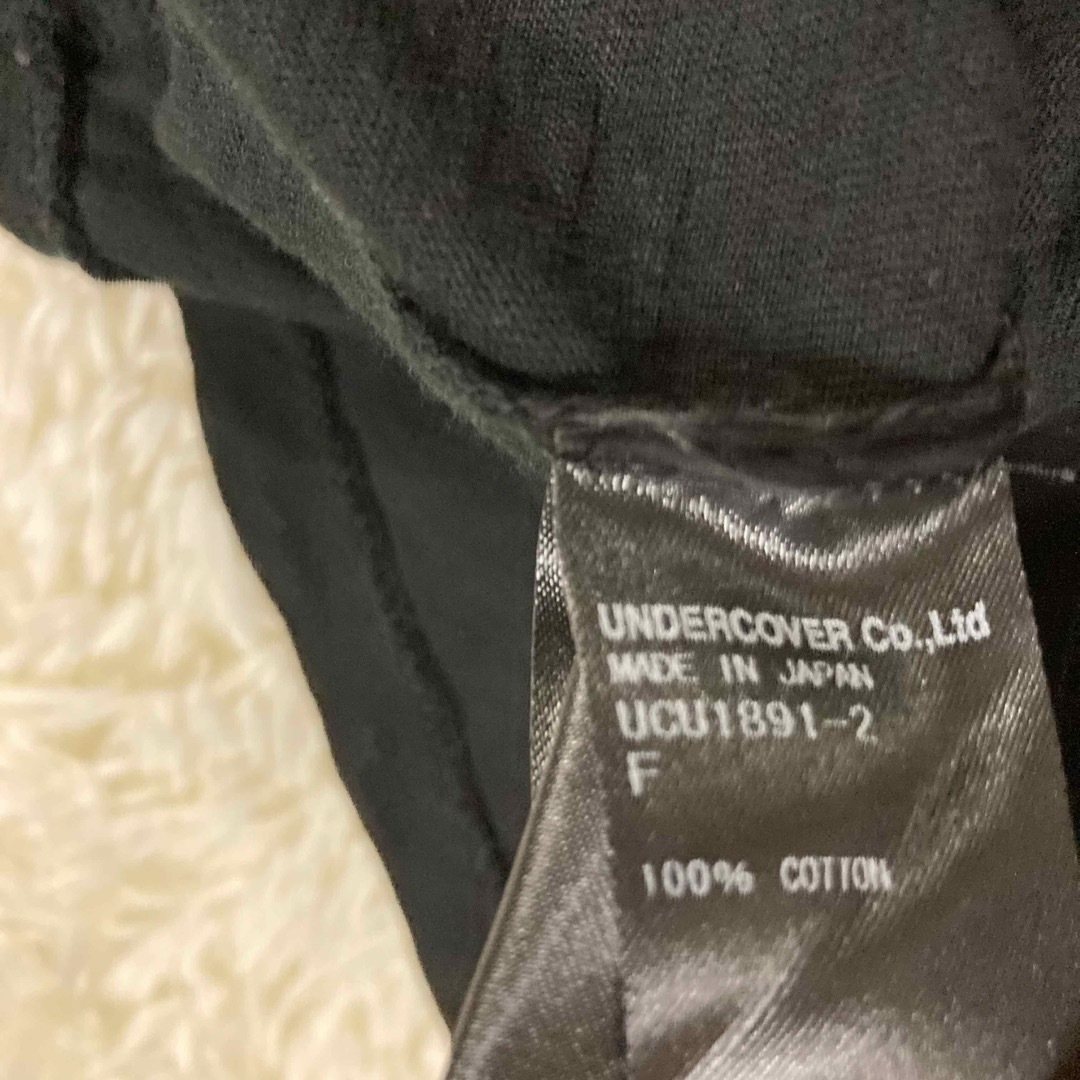 UNDERCOVER Co.,Ltd
MADE IN JAPAN
UCU1891-2
F
100% COTTON